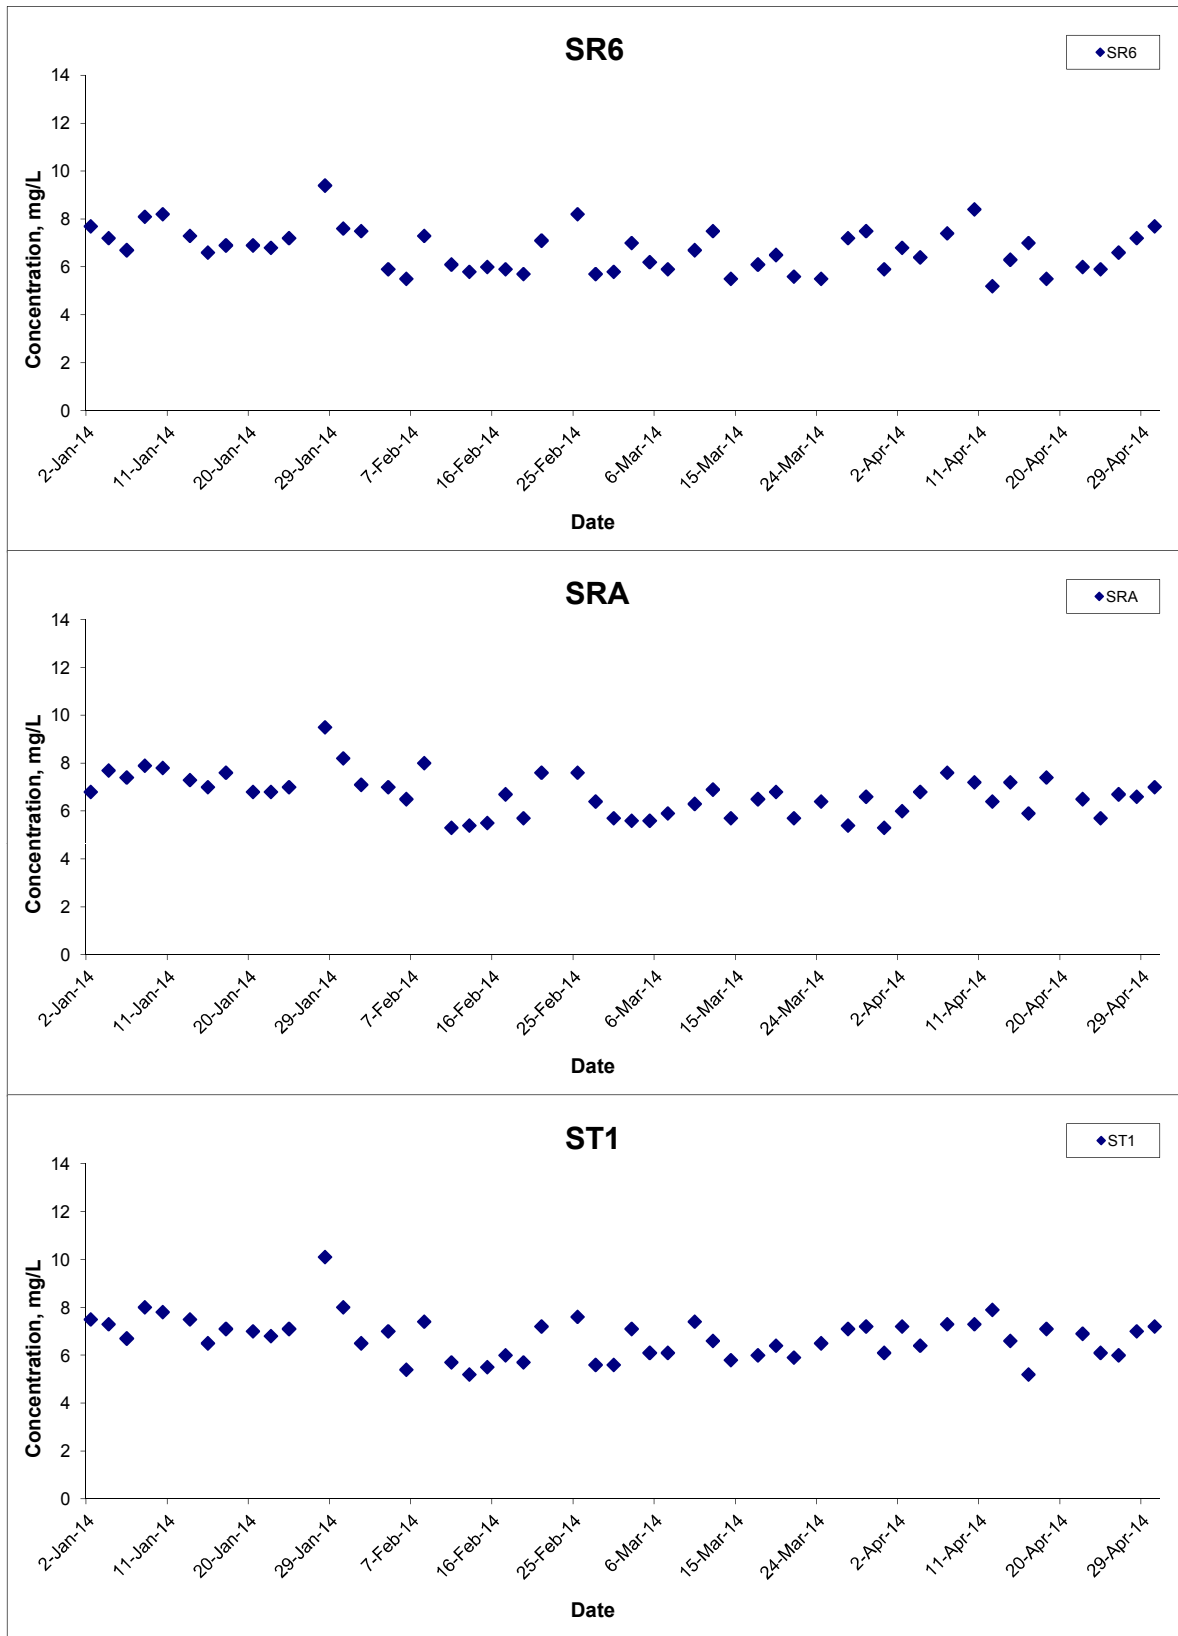 SR6
SR6
14
12
10
8
6
4
2
0
Concentration, mg/L
2-Jan-14
11-Jan-14
20-Jan-14
29-Jan-14
7-Feb-14
16-Feb-14
25-Feb-14
6-Mar-14
15-Mar-14
24-Mar-14
2-Apr-14
11-Apr-14
20-Apr-14
29-Apr-14
Date
SRA
SRA
14
12
10
8
6
4
2
0
Concentration, mg/L
2-Jan-14
11-Jan-14
20-Jan-14
29-Jan-14
7-Feb-14
16-Feb-14
25-Feb-14
6-Mar-14
15-Mar-14
24-Mar-14
2-Apr-14
11-Apr-14
20-Apr-14
29-Apr-14
Date
ST1
ST1
14
12
10
8
6
4
2
0
Concentration, mg/L
2-Jan-14
11-Jan-14
20-Jan-14
29-Jan-14
7-Feb-14
16-Feb-14
25-Feb-14
6-Mar-14
15-Mar-14
24-Mar-14
2-Apr-14
11-Apr-14
20-Apr-14
29-Apr-14
Date